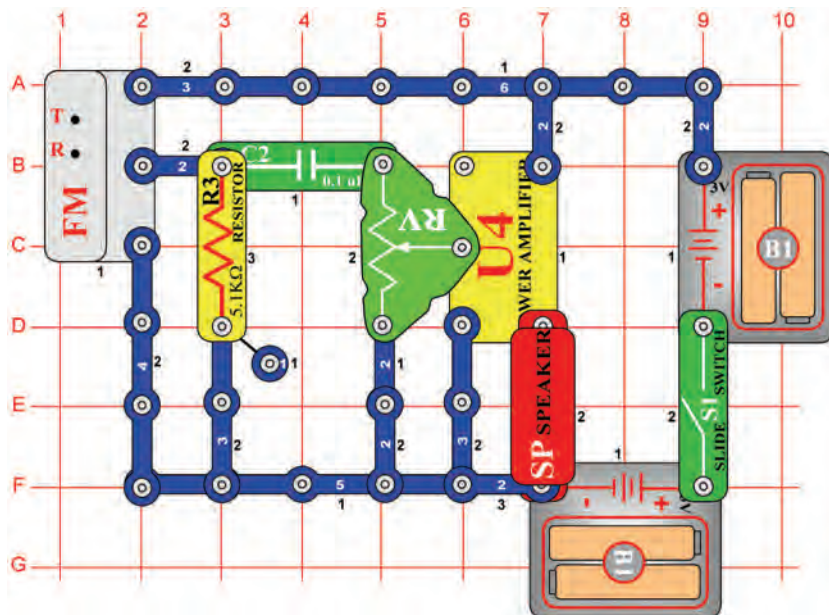 1 2 3 4 5 6 7 8 9 10
A
B
C
D
E
F
G
2
3
1
6
T
R
FM
1
2
2
C2
0.1
1
R3
RESISTOR
5.1KΩ
3
RV
2
U4
POWER AMPLIFIER
1
2
2
2
2
3V
+
-
B1
1
4
2
1 1
3
2
2
1
2
2
3
2
SP SPEAKER
2
S1
SLIDE SWITCH
2
5
1
2
3
1
-
+
B1